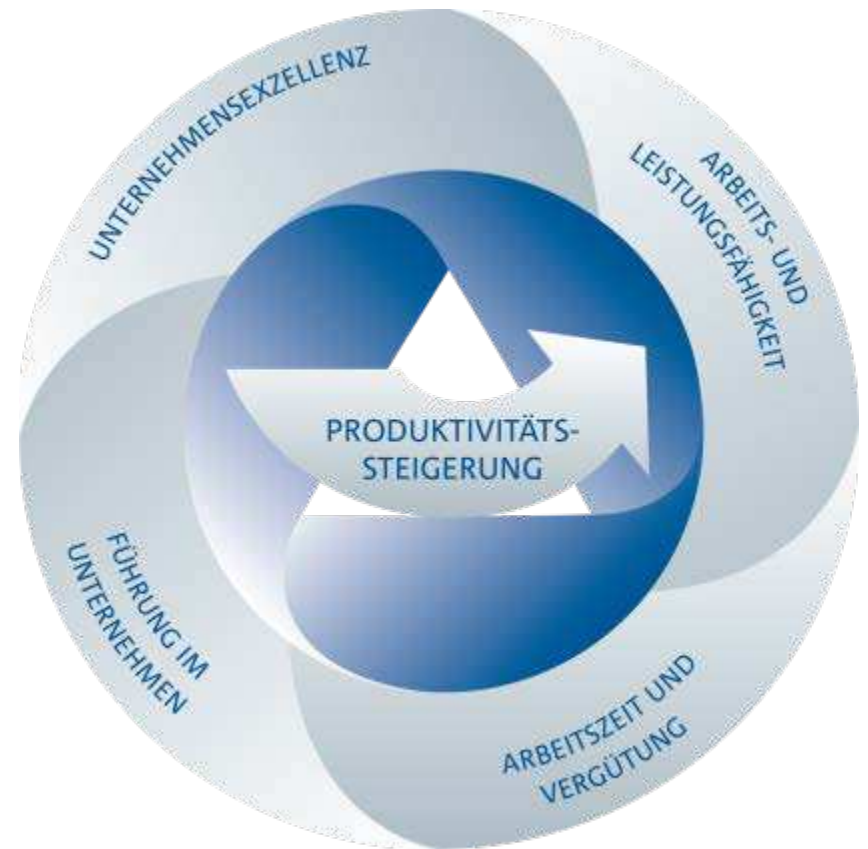 UNTERNEHMENSEXZELLENZ
ARBEITS- UND
LEISTUNGSFÄHIGKEIT
PRODUKTIVITÄTS-
STEIGERUNG
FÜHRUNG IM
UNTERNEHMEN
ARBEITSZEIT UND
VERGÜTUNG